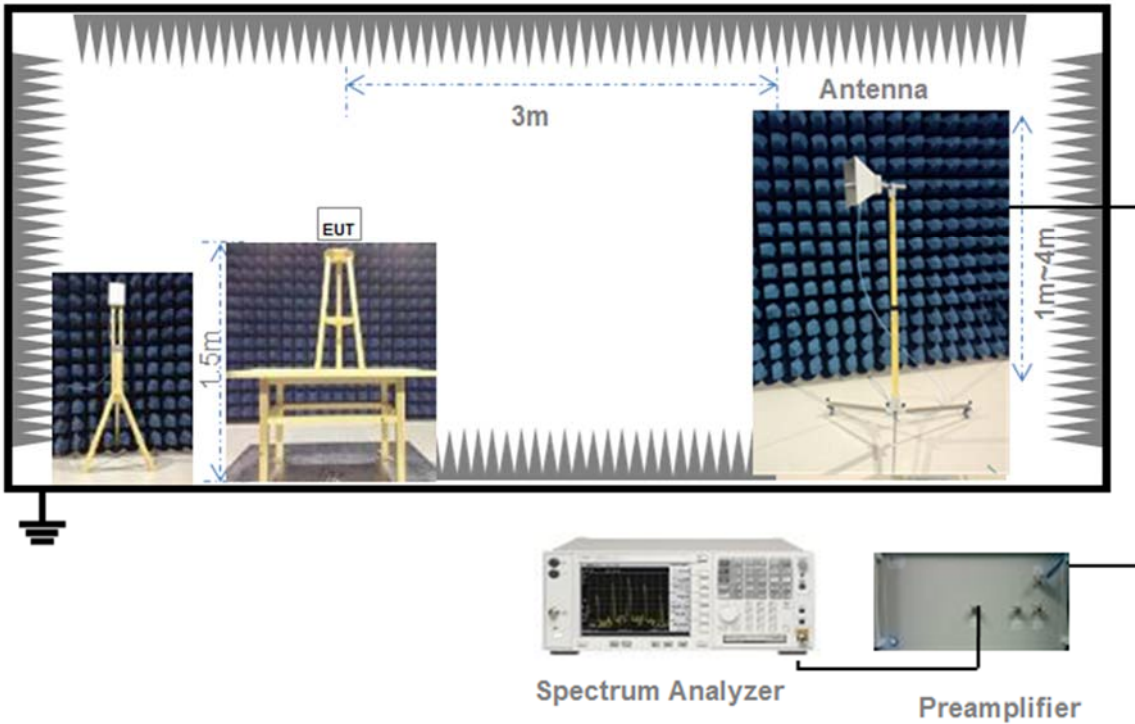 Antenna
3m
EUT
1.5m
1m~4m
Spectrum Analyzer
Preamplifier